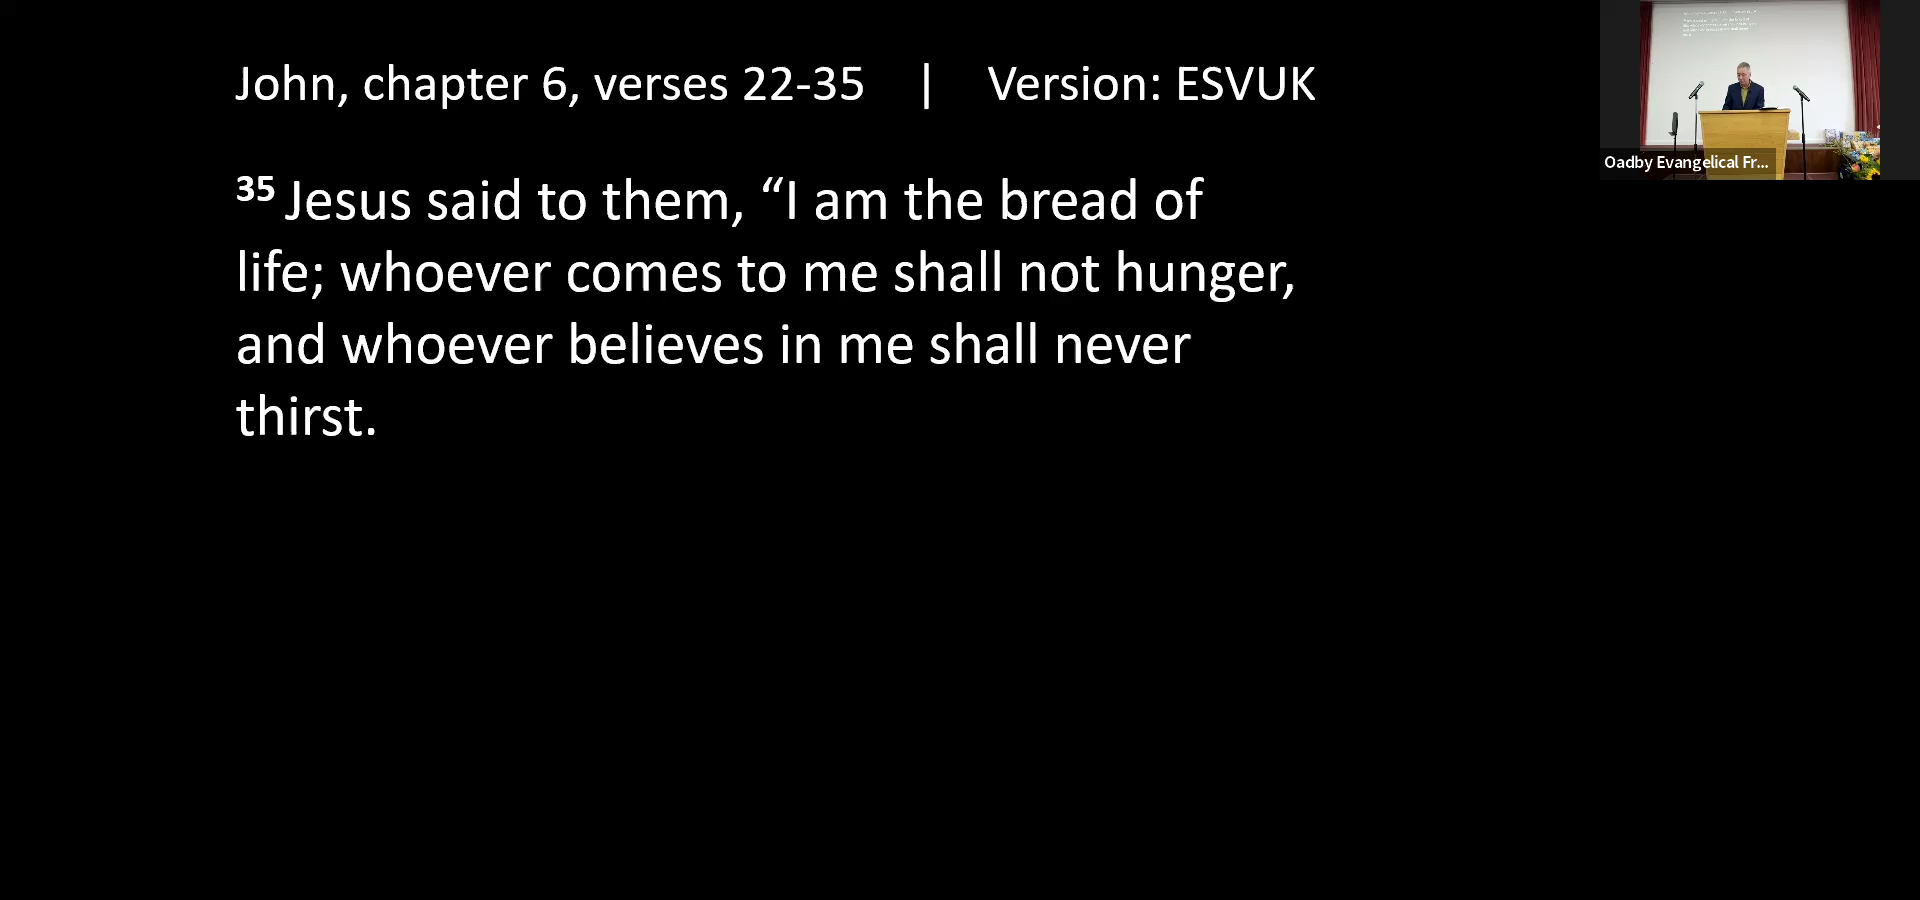 John, chapter 6, verses 22-35 | Version: ESVUK
35 Jesus said to them, “I am the bread of
life; whoever comes to me shall not hunger,
and whoever believes in me shall never
thirst.
Oadby Evangelical Fr...